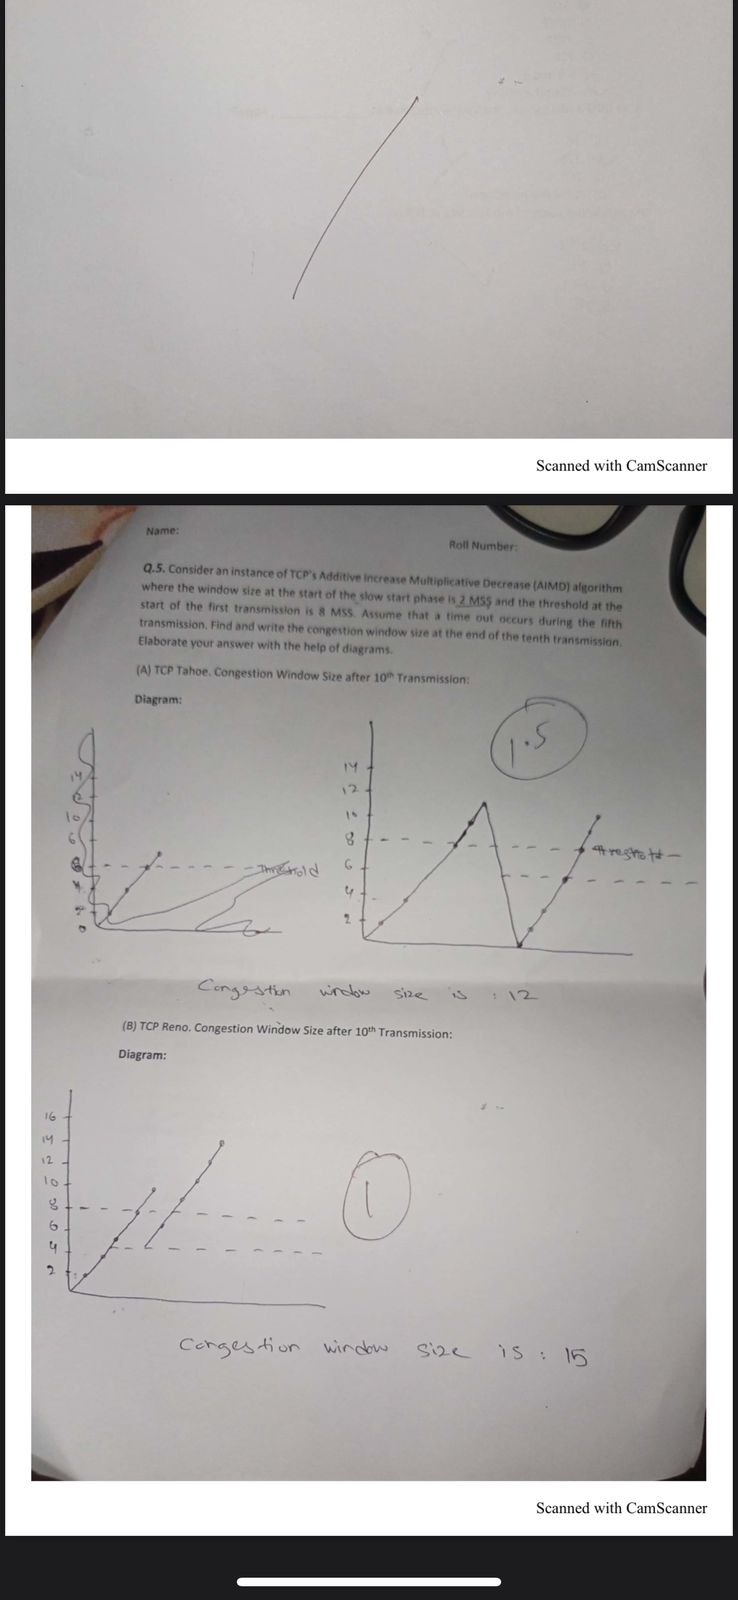 Scanned with CamScanner
Name:
Roll Number:
Q.5. Consider an instance of TCP's Additive Increase Multiplicative Decrease (AIMD) algorithm
where the window size at the start of the slow start phase is 2 MSS and the threshold at the
start of the first transmission is 8 MSS. Assume that a time out occurs during the fifth
transmission. Find and write the congestion window size at the end of the tenth transmission.
Elaborate your answer with the help of diagrams.
(A) TCP Tahoe. Congestion Window Size after 10th Transmission:
Diagram:
1.5
14
12
10
8
6
4
2
threshold
14
10
6
4
2
0
Threshold
Congestion window size is : 12
(B) TCP Reno. Congestion Window Size after 10th Transmission:
Diagram:
16
14
12
10
8
6
4
2
1
Congestion window size is : 15
Scanned with CamScanner